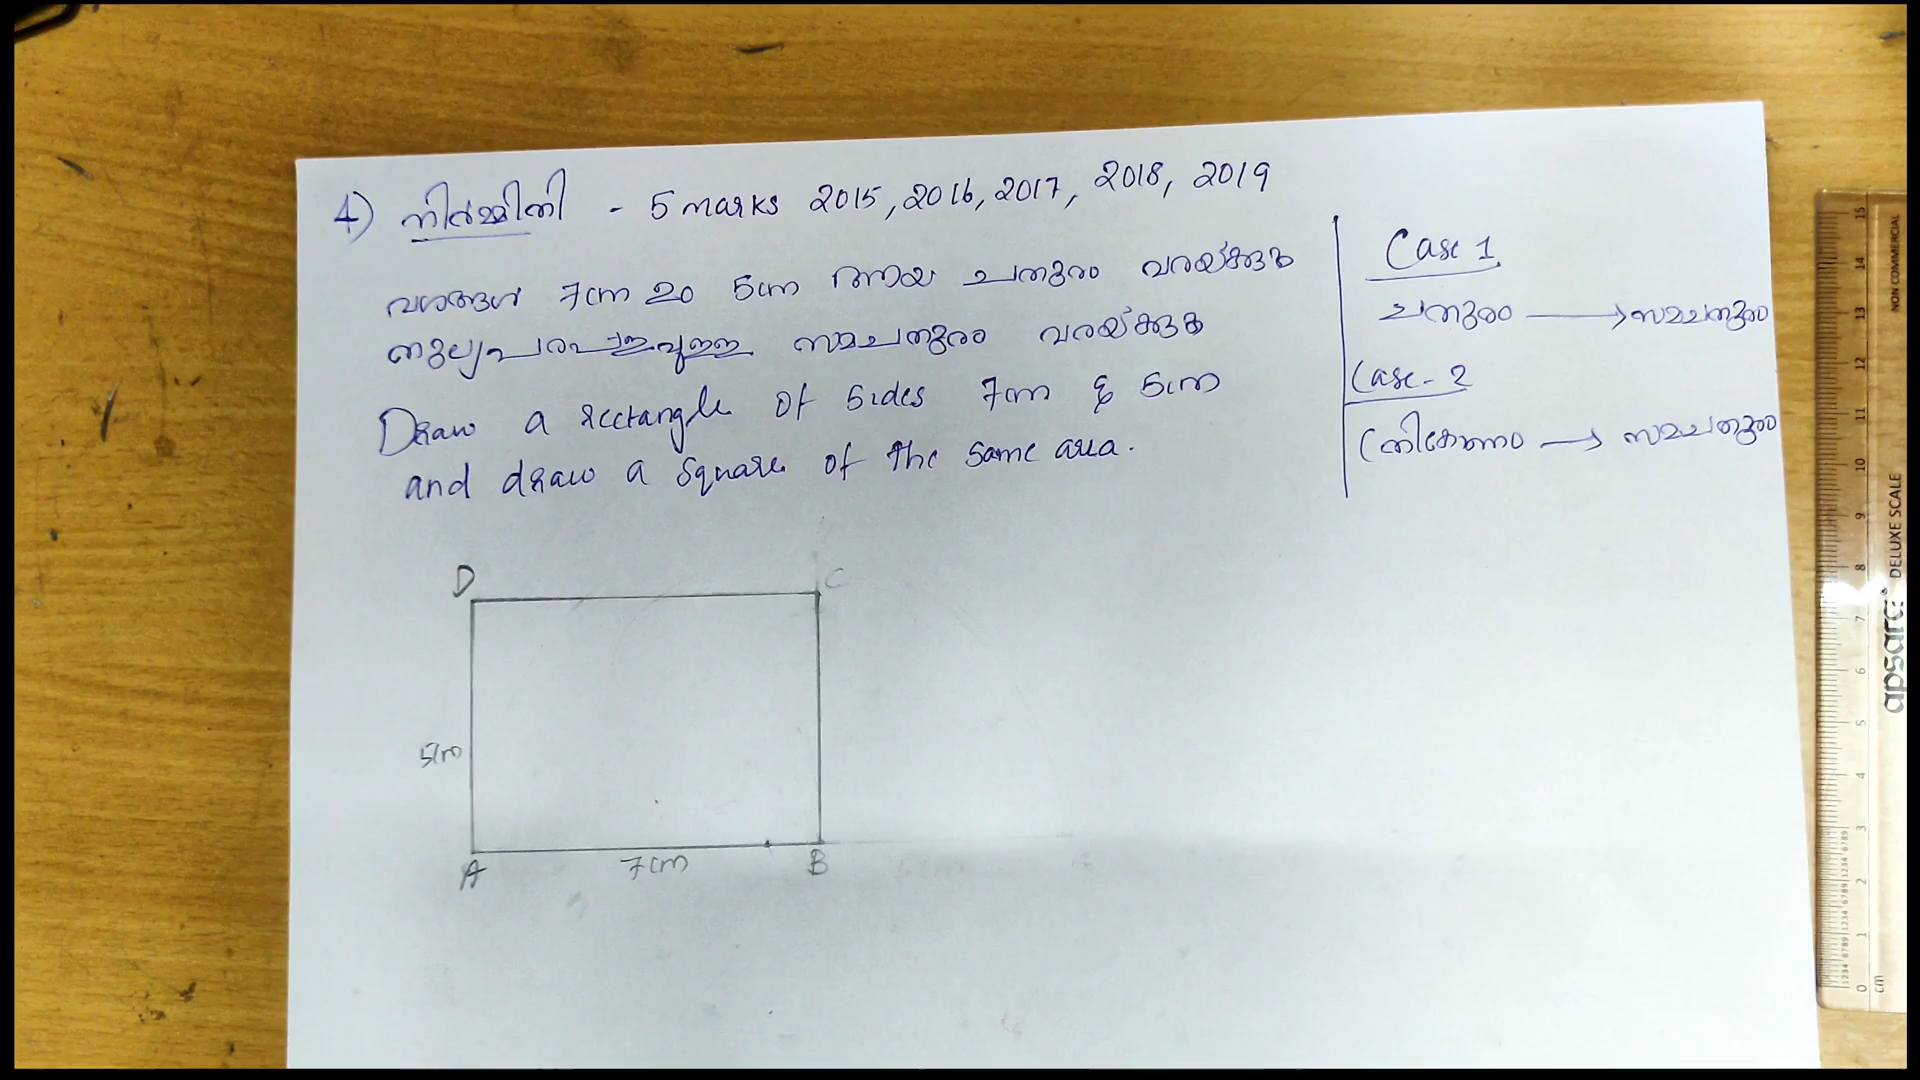 4) നിർമ്മിതി - 5 marks 2015, 2016, 2017, 2018, 2019
വശങ്ങൾ 7cm ഉം 5cm ആയ ചതുരം വരയ്ക്കുക
തുല്യപരപ്പളവുള്ള സമചതുരം വരയ്ക്കുക
Draw a rectangle of sides 7cm & 5cm
and draw a square of the same area.
Case 1
ചതുരം → സമചതുരം
Case - 2
ത്രികോണം → സമചതുരം
D
C
5cm
A
7cm
B
15
NON COMMERCIAL
14
13
12
11
10
9
DELUXE SCALE
8
7
apsara
6
5
4
3
2
1
0
cm